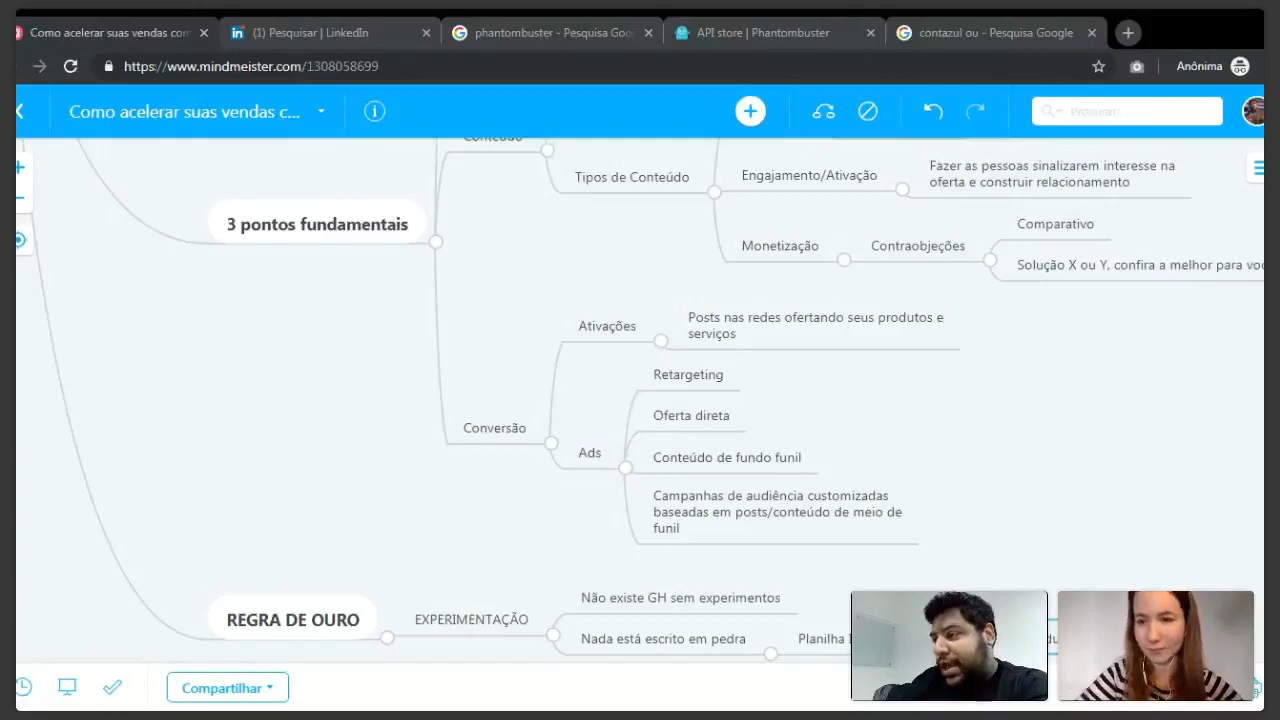 Como acelerar suas vendas com
(1) Pesquisar | LinkedIn
phantombuster - Pesquisa Goo
API store | Phantombuster
contazul ou - Pesquisa Google
https://www.mindmeister.com/1308058699
Anônima
Como acelerar suas vendas c...
Procurar
Conteúdo
Tipos de Conteúdo
Engajamento/Ativação
Fazer as pessoas sinalizarem interesse na
oferta e construir relacionamento
3 pontos fundamentais
Monetização
Contraobjeções
Comparativo
Solução X ou Y, confira a melhor para você
Ativações
Posts nas redes ofertando seus produtos e
serviços
Retargeting
Oferta direta
Conversão
Ads
Conteúdo de fundo funil
Campanhas de audiência customizadas
baseadas em posts/conteúdo de meio de
funil
REGRA DE OURO
EXPERIMENTAÇÃO
Não existe GH sem experimentos
Nada está escrito em pedra
Planilha
Compartilhar